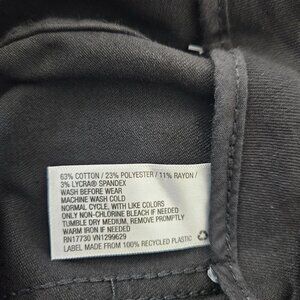 63% COTTON / 23% POLYESTER / 11% RAYON /
3% LYCRA® SPANDEX
WASH BEFORE WEAR
MACHINE WASH COLD
NORMAL CYCLE, WITH LIKE COLORS
ONLY NON-CHLORINE BLEACH IF NEEDED
TUMBLE DRY MEDIUM, REMOVE PROMPTLY
WARM IRON IF NEEDED
RN17730 VN1299629
LABEL MADE FROM 100% RECYCLED PLASTIC